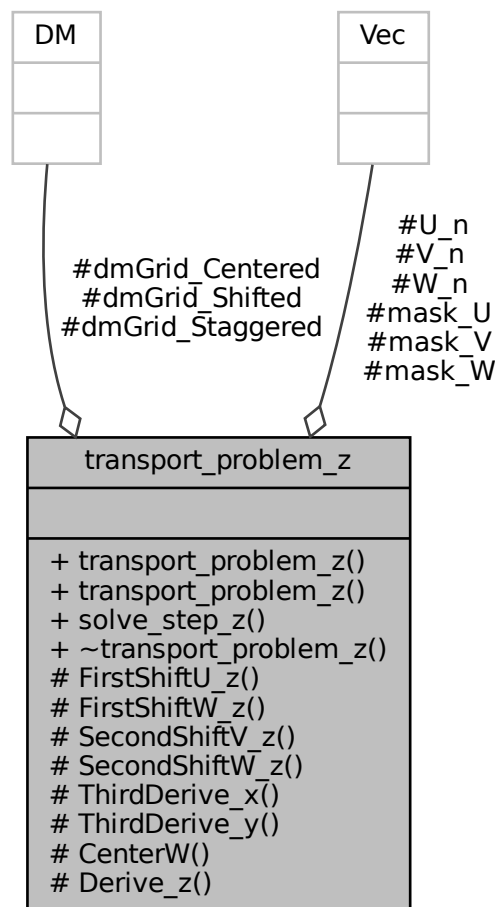 DM
Vec
#dmGrid_Centered
#dmGrid_Shifted
#dmGrid_Staggered
#U_n
#V_n
#W_n
#mask_U
#mask_V
#mask_W
transport_problem_z
+ transport_problem_z()
+ transport_problem_z()
+ solve_step_z()
+ ~transport_problem_z()
# FirstShiftU_z()
# FirstShiftW_z()
# SecondShiftV_z()
# SecondShiftW_z()
# ThirdDerive_x()
# ThirdDerive_y()
# CenterW()
# Derive_z()